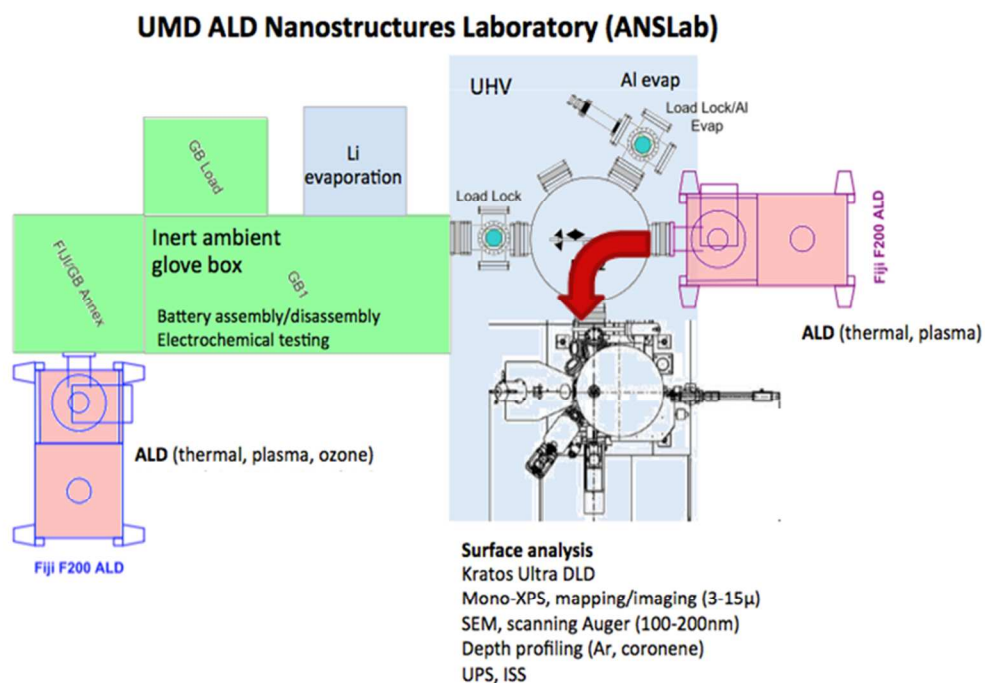 UMD ALD Nanostructures Laboratory (ANSLab)
UHV
Al evap
Load Lock/Al
Evap
GB Load
Li
evaporation
Load Lock
Fiji F200 ALD
FIJI/GB Annex
Inert ambient
glove box
GB1
Battery assembly/disassembly
Electrochemical testing
ALD (thermal, plasma)
ALD (thermal, plasma, ozone)
Fiji F200 ALD
Surface analysis
Kratos Ultra DLD
Mono-XPS, mapping/imaging (3-15µ)
SEM, scanning Auger (100-200nm)
Depth profiling (Ar, coronene)
UPS, ISS